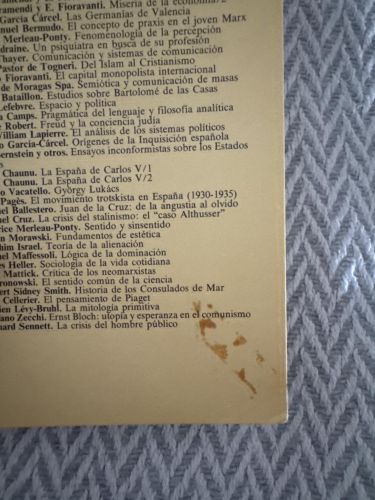 ramendi y E. Fioravanti. Miseria de la economía/2
García Cárcel. Las Germanías de Valencia
nuel Bermudo. El concepto de praxis en el joven Marx
Merleau-Ponty. Fenomenología de la percepción
draine. Un psiquiatra en busca de su profesión
Thayer. Comunicación y sistemas de comunicación
Pastor de Togneri. Del Islam al Cristianismo
o Fioravanti. El capital monopolista internacional
de Moragas Spa. Semiótica y comunicación de masas
Bataillon. Estudios sobre Bartolomé de las Casas
Lefebvre. Espacio y política
a Camps. Pragmática del lenguaje y filosofía analítica
e Robert. Freud y la conciencia judía
William Lapierre. El análisis de los sistemas políticos
o García-Cárcel. Orígenes de la Inquisición española
ernstein y otros. Ensayos inconformistas sobre los Estados
s
Chaunu. La España de Carlos V/1
Chaunu. La España de Carlos V/2
o Vacatello. György Lukács
Pagès. El movimiento trotskista en España (1930-1935)
uel Ballestero. Juan de la Cruz: de la angustia al olvido
uel Cruz. La crisis del stalinismo: el "caso Althusser"
rice Merleau-Ponty. Sentido y sinsentido
n Morawski. Fundamentos de estética
him Israel. Teoría de la alienación
el Maffessoli. Lógica de la dominación
s Heller. Sociología de la vida cotidiana
Mattick. Crítica de los neomarxistas
ronowski. El sentido común de la ciencia
ert Sidney Smith. Historia de los Consulados de Mar
Cellerier. El pensamiento de Piaget
ien Lévy-Bruhl. La mitología primitiva
ano Zecchi. Ernst Bloch: utopía y esperanza en el comunismo
hard Sennett. La crisis del hombre público